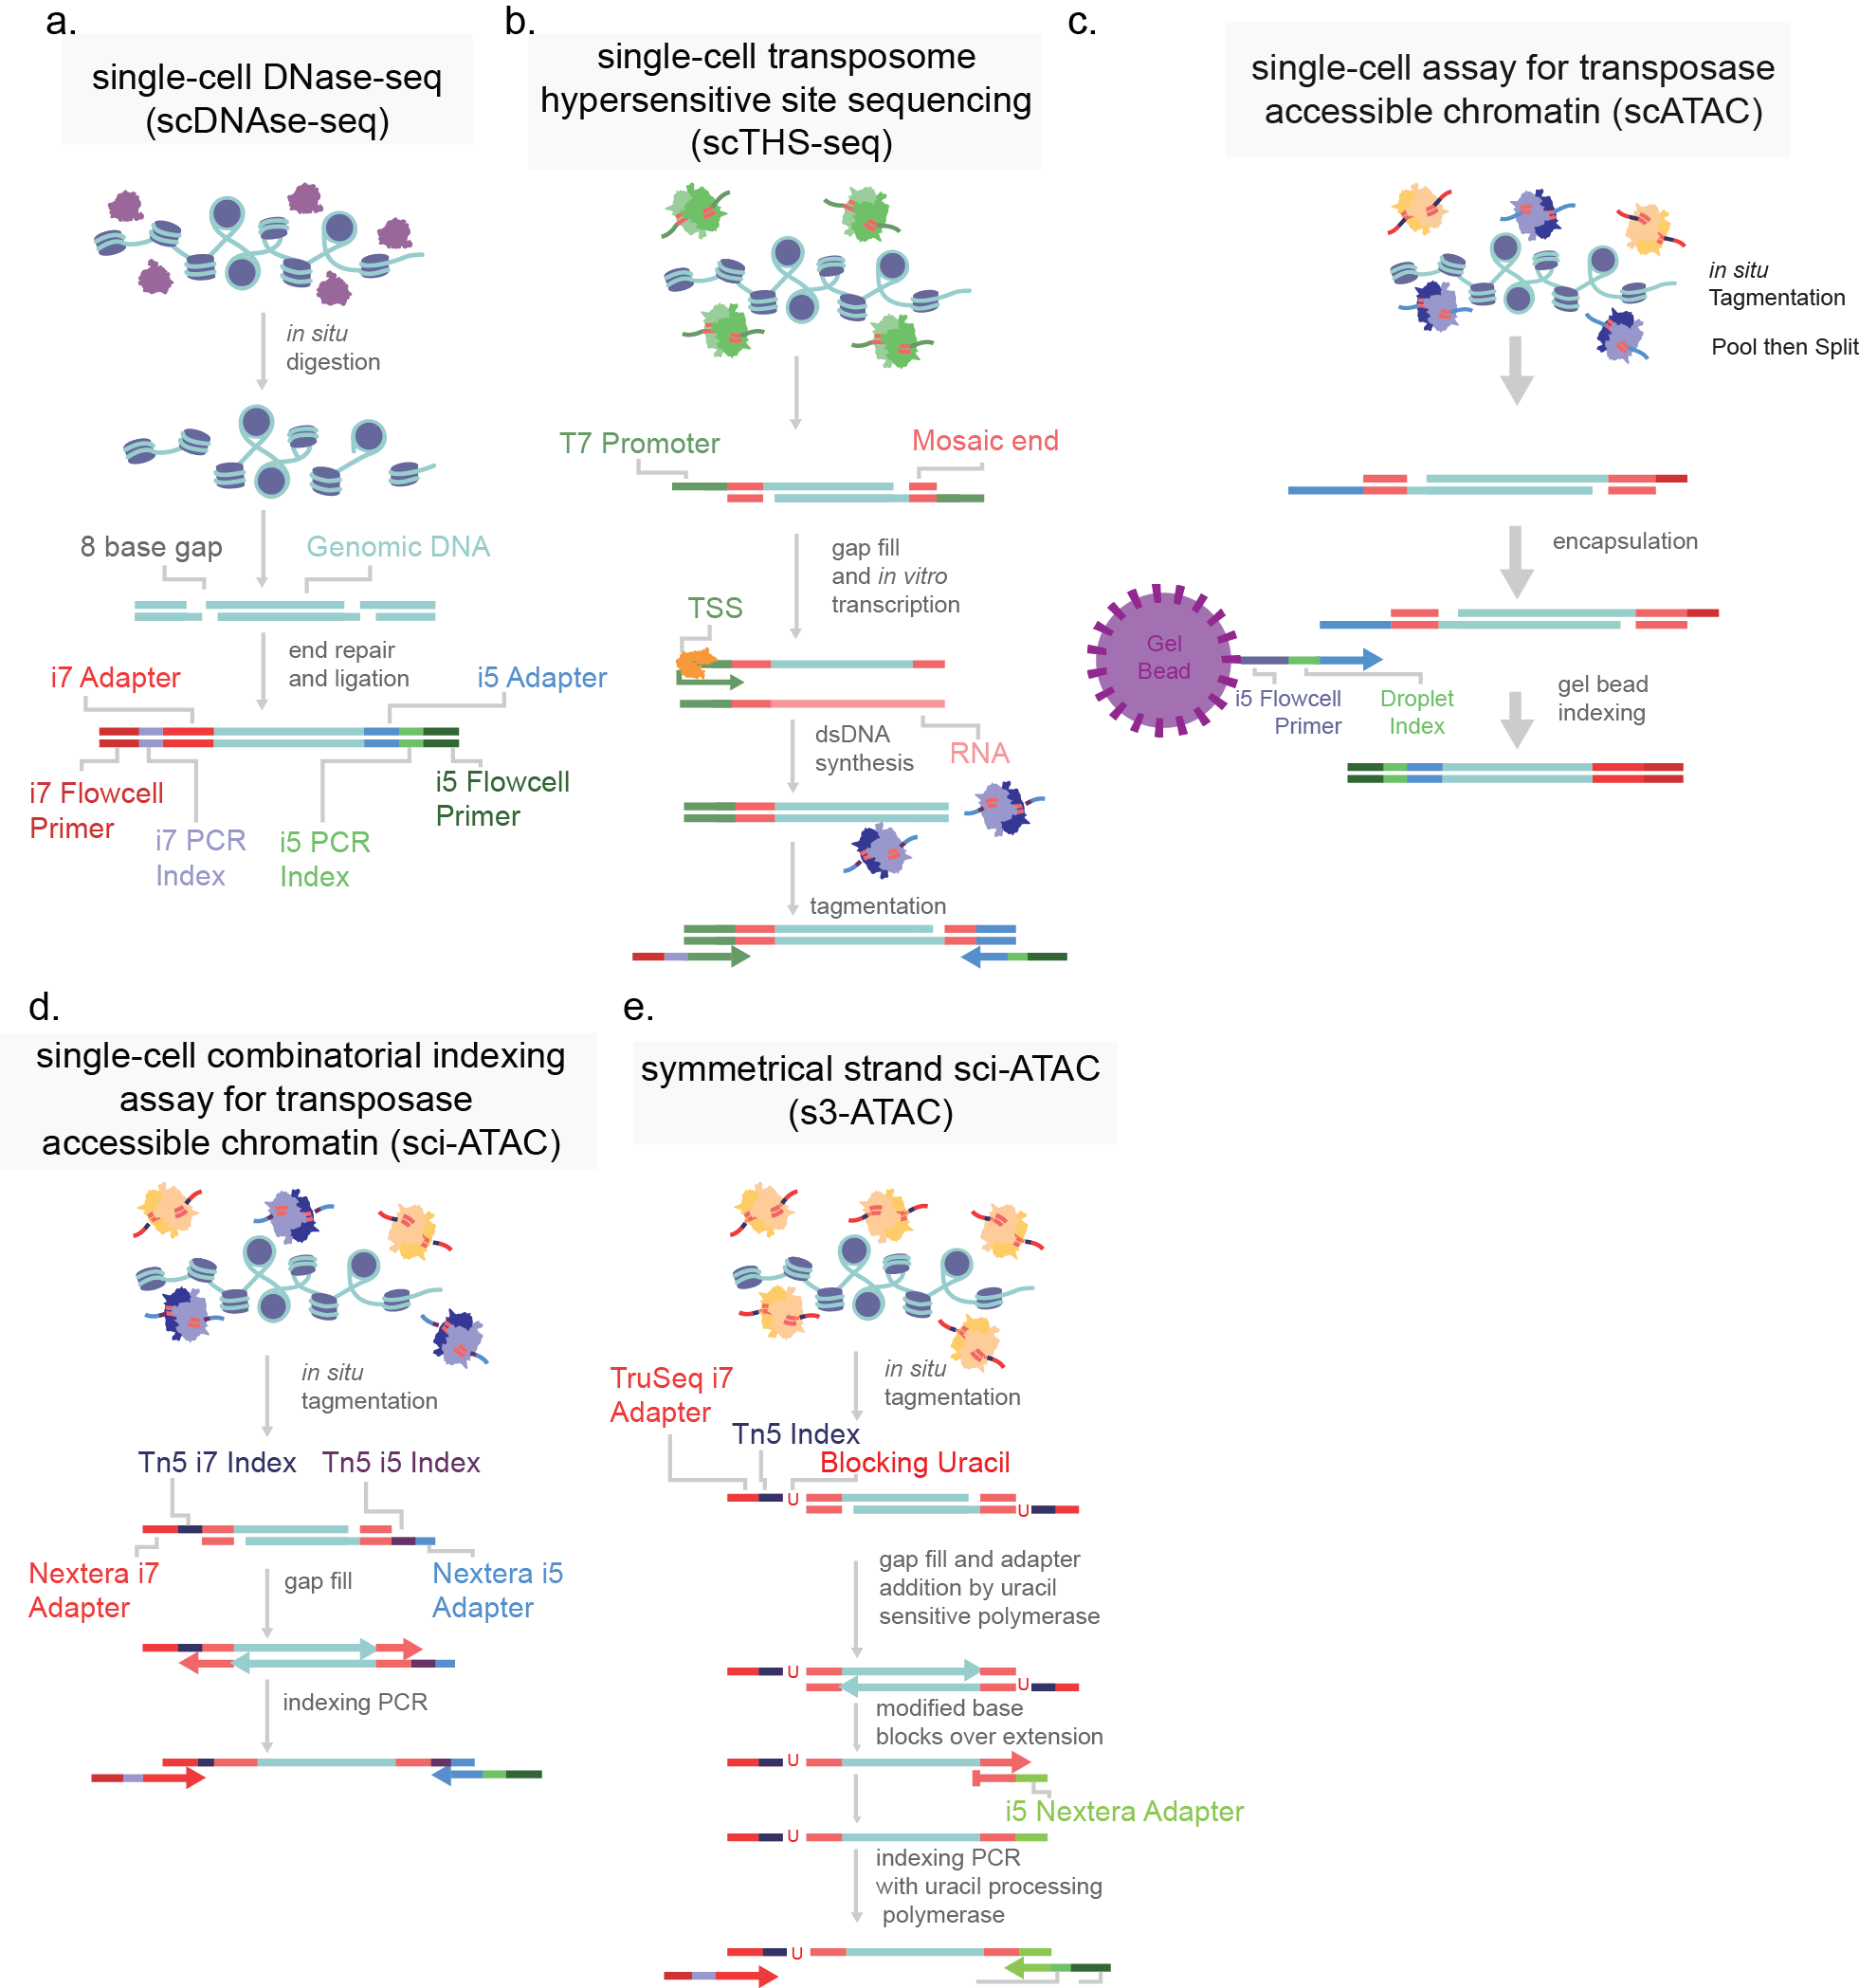 a.
single-cell DNase-seq
(scDNAse-seq)
in situ
digestion
8 base gap
Genomic DNA
end repair
and ligation
i7 Adapter
i5 Adapter
i7 Flowcell
Primer
i7 PCR
Index
i5 PCR
Index
i5 Flowcell
Primer
b.
single-cell transposome
hypersensitive site sequencing
(scTHS-seq)
T7 Promoter
Mosaic end
gap fill
and in vitro
transcription
TSS
dsDNA
synthesis
RNA
tagmentation
c.
single-cell assay for transposase
accessible chromatin (scATAC)
in situ
Tagmentation
Pool then Split
encapsulation
Gel
Bead
i5 Flowcell
Primer
Droplet
Index
gel bead
indexing
d.
single-cell combinatorial indexing
assay for transposase
accessible chromatin (sci-ATAC)
in situ
tagmentation
Tn5 i7 Index
Tn5 i5 Index
Nextera i7
Adapter
gap fill
Nextera i5
Adapter
indexing PCR
e.
symmetrical strand sci-ATAC
(s3-ATAC)
in situ
tagmentation
TruSeq i7
Adapter
Tn5 Index
Blocking Uracil
U
U
gap fill and adapter
addition by uracil
sensitive polymerase
U
U
modified base
blocks over extension
U
i5 Nextera Adapter
U
indexing PCR
with uracil processing
polymerase
U